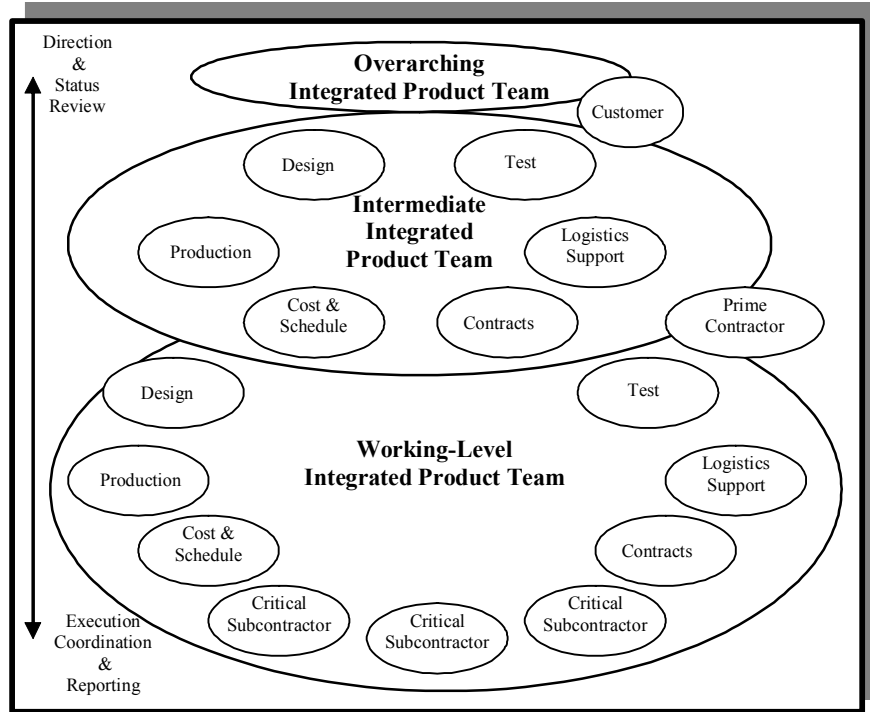 Direction
&
Status
Review
Overarching
Integrated Product Team
Customer
Design
Test
Intermediate
Integrated
Product Team
Production
Logistics
Support
Cost &
Schedule
Contracts
Prime
Contractor
Design
Test
Working-Level
Integrated Product Team
Production
Logistics
Support
Cost &
Schedule
Contracts
Critical
Subcontractor
Critical
Subcontractor
Critical
Subcontractor
Execution
Coordination
&
Reporting